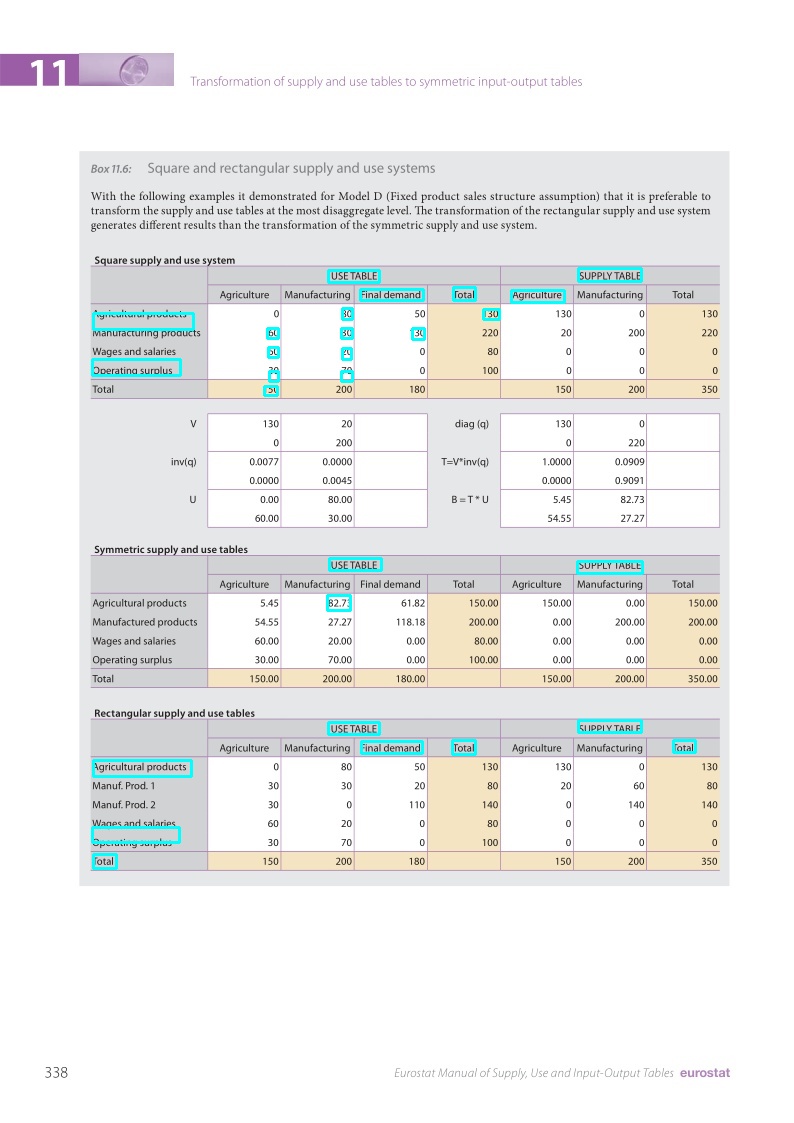 11
Transformation of supply and use tables to symmetric input-output tables
Box 11.6: Square and rectangular supply and use systems
With the following examples it demonstrated for Model D (Fixed product sales structure assumption) that it is preferable to
transform the supply and use tables at the most disaggregate level. The transformation of the rectangular supply and use system
generates different results than the transformation of the symmetric supply and use system.
Square supply and use system
USE TABLE SUPPLY TABLE
Agriculture Manufacturing Final demand Total Agriculture Manufacturing Total
Agricultural products 0 80 50 130 130 0 130
Manufacturing products 60 30 130 220 20 200 220
Wages and salaries 60 20 0 80 0 0 0
Operating surplus 30 70 0 100 0 0 0
Total 150 200 180 150 200 350
V 130 20 diag (q) 130 0
0 200 0 220
inv(q) 0.0077 0.0000 T=V*inv(q) 1.0000 0.0909
0.0000 0.0045 0.0000 0.9091
U 0.00 80.00 B = T * U 5.45 82.73
60.00 30.00 54.55 27.27
Symmetric supply and use tables
USE TABLE SUPPLY TABLE
Agriculture Manufacturing Final demand Total Agriculture Manufacturing Total
Agricultural products 5.45 82.73 61.82 150.00 150.00 0.00 150.00
Manufactured products 54.55 27.27 118.18 200.00 0.00 200.00 200.00
Wages and salaries 60.00 20.00 0.00 80.00 0.00 0.00 0.00
Operating surplus 30.00 70.00 0.00 100.00 0.00 0.00 0.00
Total 150.00 200.00 180.00 150.00 200.00 350.00
Rectangular supply and use tables
USE TABLE SUPPLY TABLE
Agriculture Manufacturing Final demand Total Agriculture Manufacturing Total
Agricultural products 0 80 50 130 130 0 130
Manuf. Prod. 1 30 30 20 80 20 60 80
Manuf. Prod. 2 30 0 110 140 0 140 140
Wages and salaries 60 20 0 80 0 0 0
Operating surplus 30 70 0 100 0 0 0
Total 150 200 180 150 200 350
338
Eurostat Manual of Supply, Use and Input-Output Tables eurostat